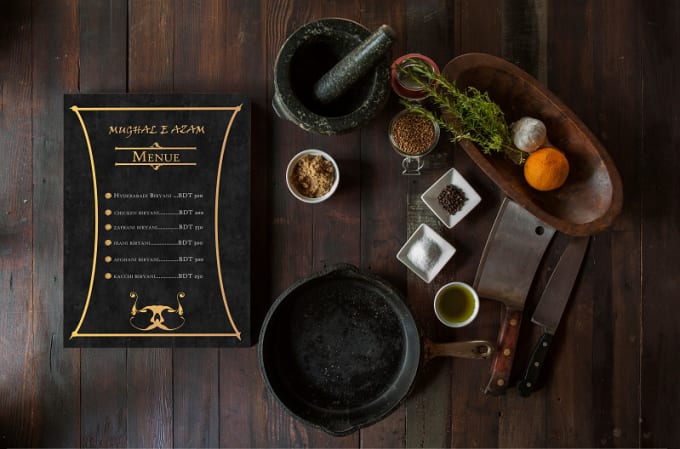 MUGHAL E AZAM
MENUE
HYDERABADI BIRYANI ...BDT 300
CHICKEN BIRYANI...........BDT 200
ZAFRANI BIRYANI...........BDT 350
IRANI BIRYANI.............BDT 300
AFGHANI BIRYANI..........BDT 300
KACCHI BIRYANI............BDT 250